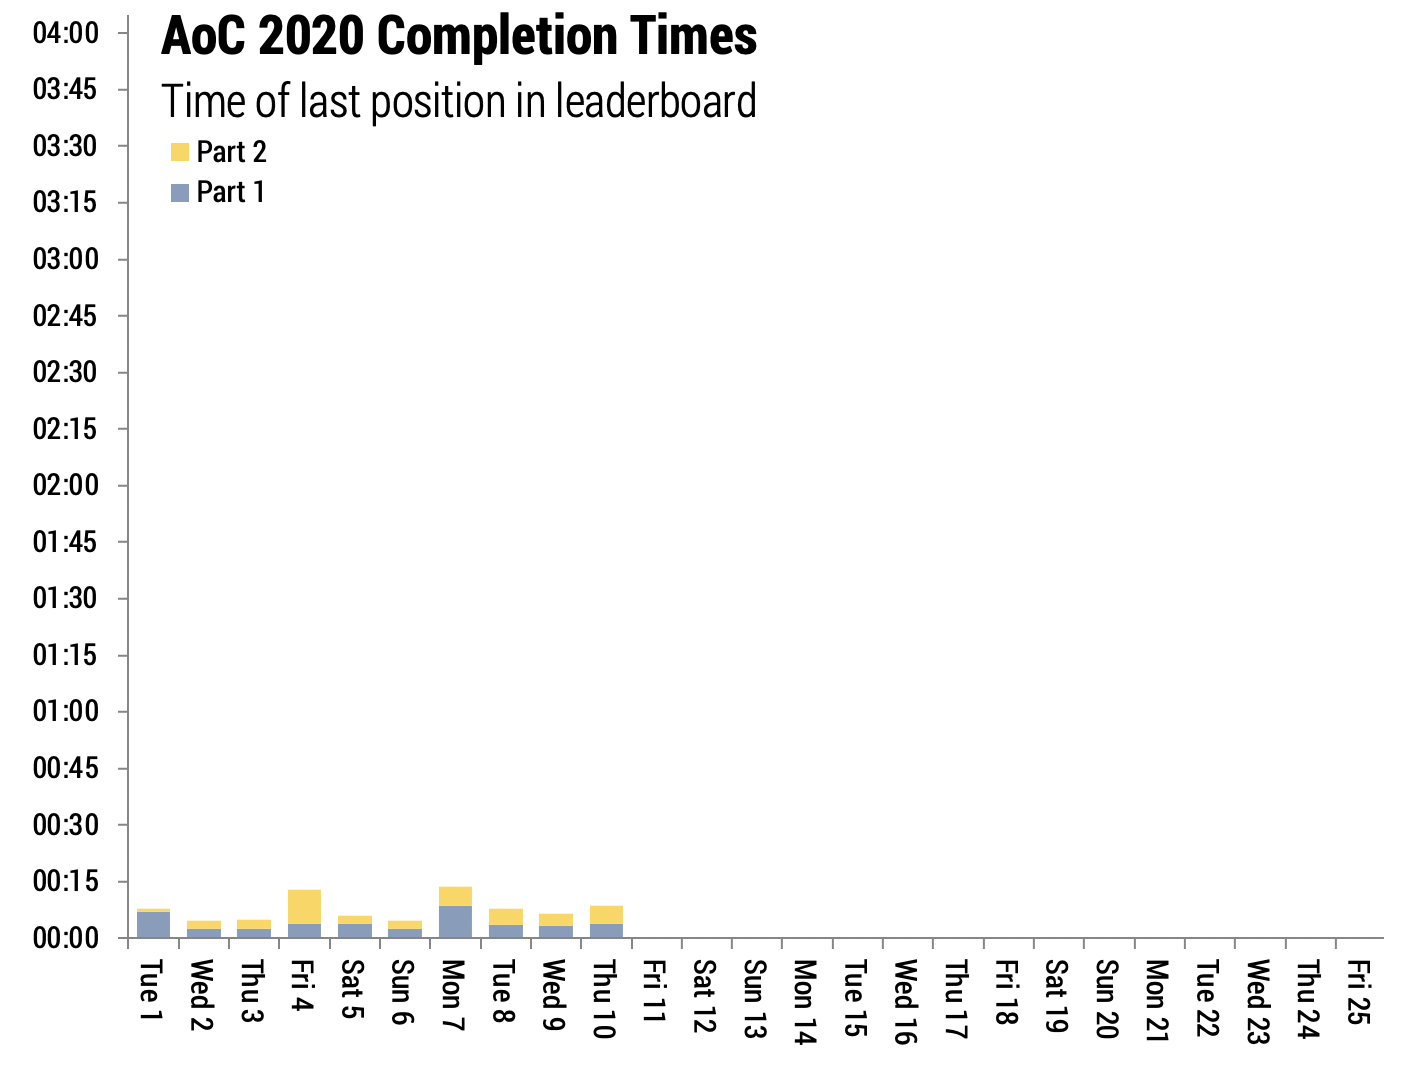 AoC 2020 Completion Times
Time of last position in leaderboard
Part 2
Part 1
04:00
03:45
03:30
03:15
03:00
02:45
02:30
02:15
02:00
01:45
01:30
01:15
01:00
00:45
00:30
00:15
00:00
Tue 1
Wed 2
Thu 3
Fri 4
Sat 5
Sun 6
Mon 7
Tue 8
Wed 9
Thu 10
Fri 11
Sat 12
Sun 13
Mon 14
Tue 15
Wed 16
Thu 17
Fri 18
Sat 19
Sun 20
Mon 21
Tue 22
Wed 23
Thu 24
Fri 25